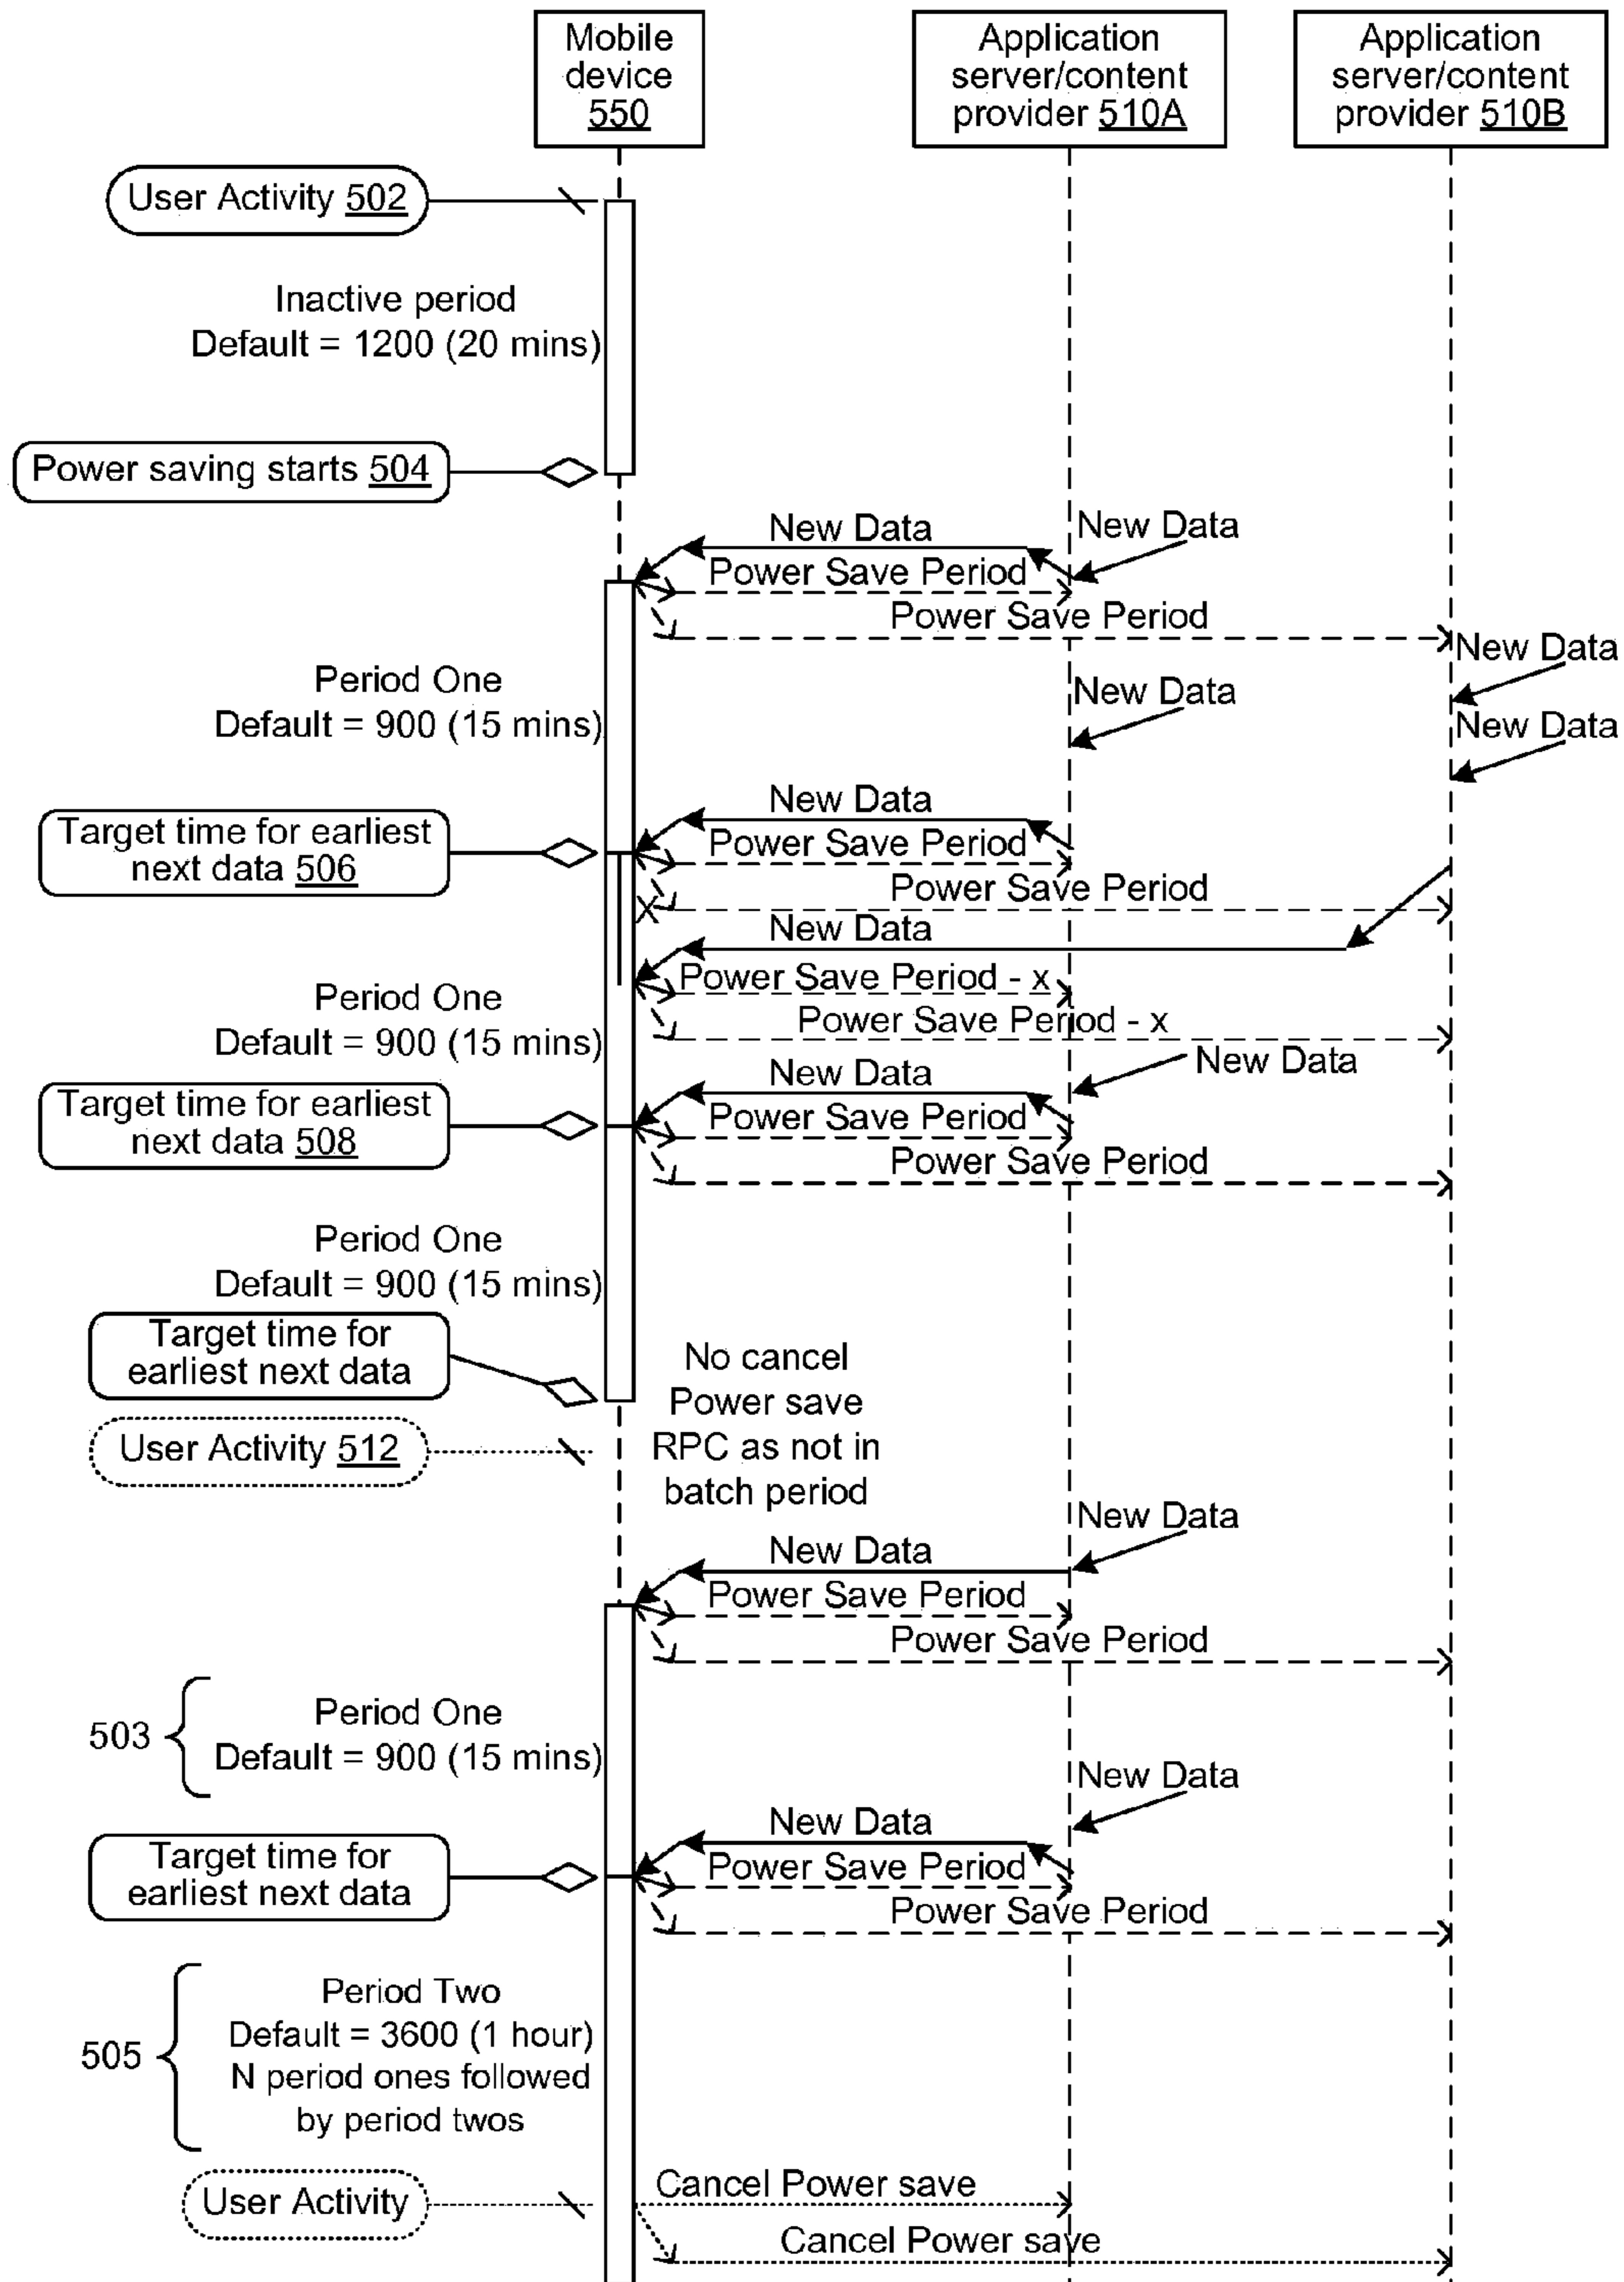 Mobile
device
550
Application
server/content
provider 510A
Application
server/content
provider 510B
User Activity 502
Inactive period
Default = 1200 (20 mins)
Power saving starts 504
New Data
New Data
Power Save Period
Power Save Period
New Data
Period One
New Data
Default = 900 (15 mins)
New Data
New Data
Target time for earliest
next data 506
Power Save Period
Power Save Period
X
New Data
Power Save Period - x
Period One
Default = 900 (15 mins)
Power Save Period - x
New Data
New Data
Target time for earliest
next data 508
Power Save Period
Power Save Period
Period One
Default = 900 (15 mins)
Target time for
earliest next data
No cancel
Power save
RPC as not in
batch period
User Activity 512
New Data
New Data
Power Save Period
Power Save Period
503
Period One
Default = 900 (15 mins)
New Data
New Data
Target time for
earliest next data
Power Save Period
Power Save Period
505
Period Two
Default = 3600 (1 hour)
N period ones followed
by period twos
User Activity
Cancel Power save
Cancel Power save